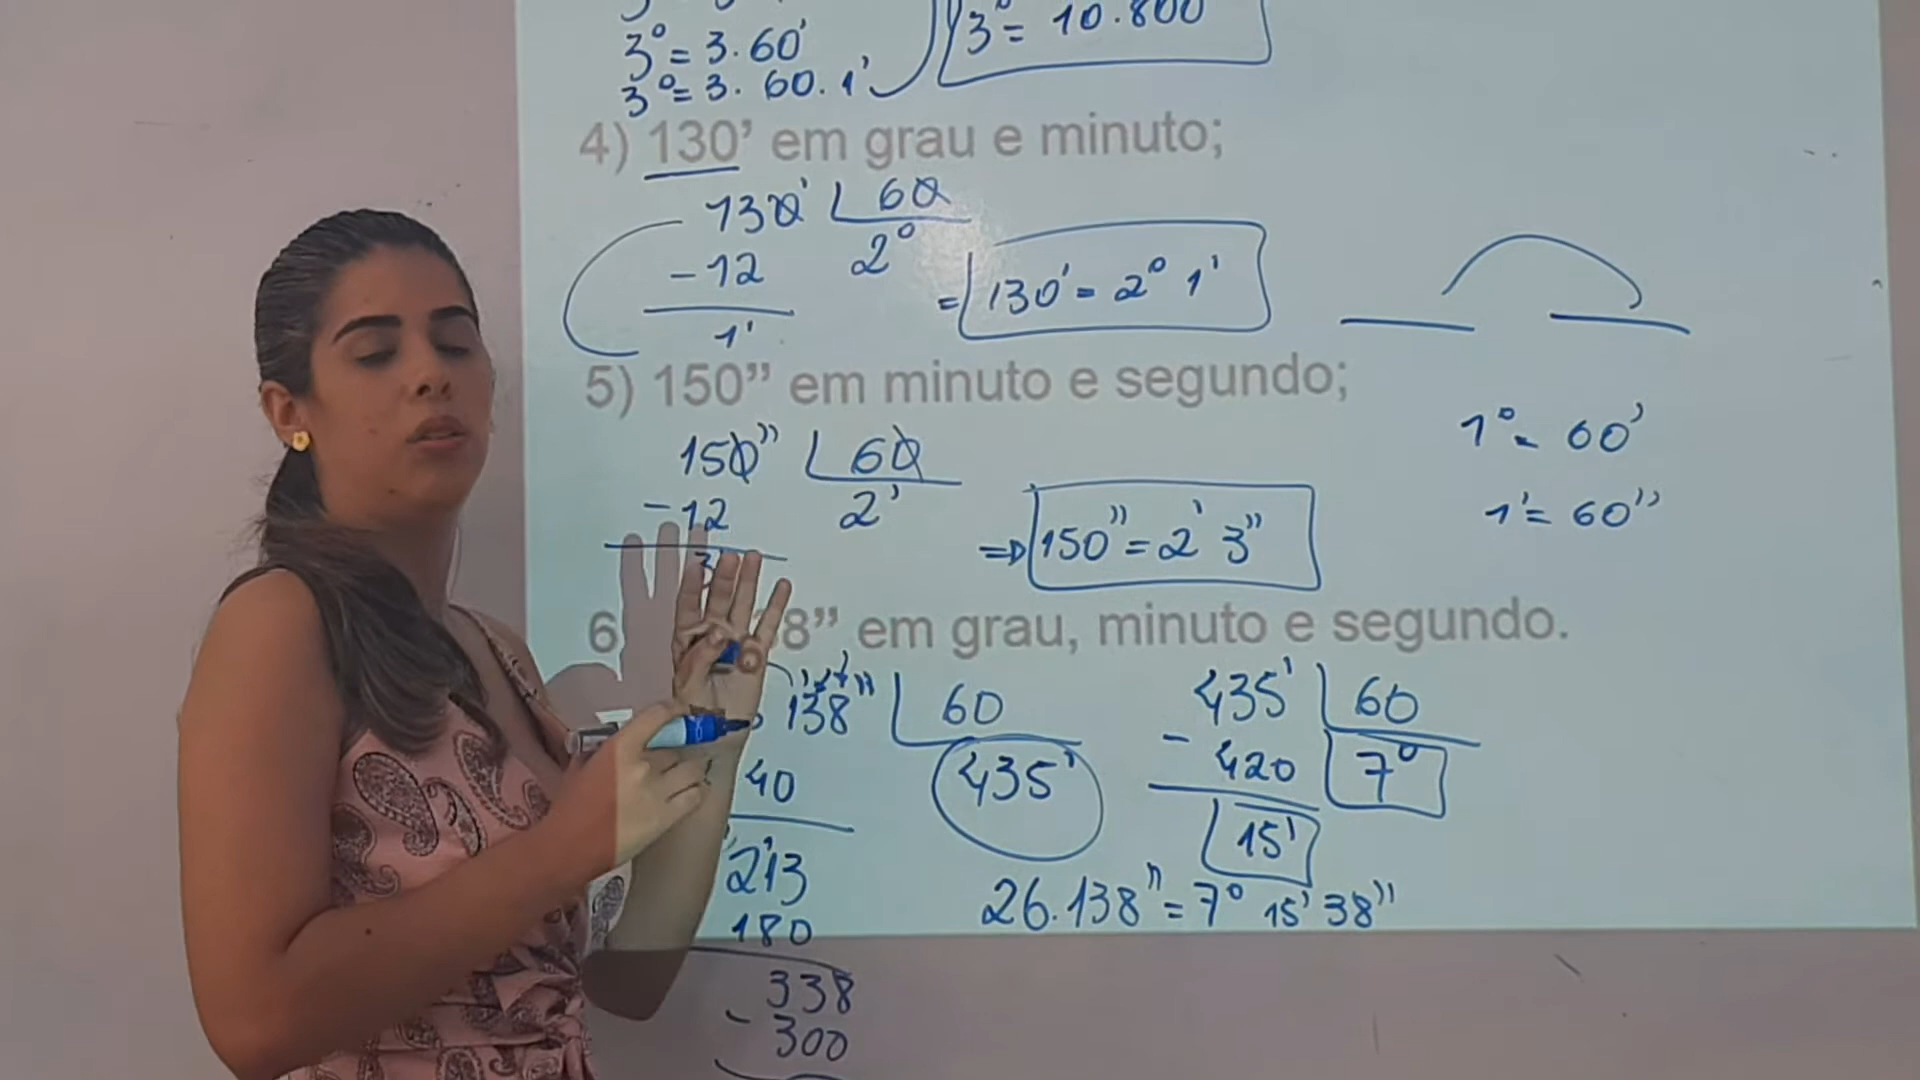 3° = 3.60'
3° = 3. 60. 1'
3° = 10.800
4) 130’ em grau e minuto;
130' 60
2°
-12
1'
= 130' = 2° 1'
5) 150” em minuto e segundo;
150" 60
2'
-12
3
⇒ 150" = 2' 3"
1° = 60'
1' = 60"
6 8” em grau, minuto e segundo.
138" 60
435'
40
213
180
338
- 300
435' 60
7°
- 420
15'
26.138" = 7° 15' 38"